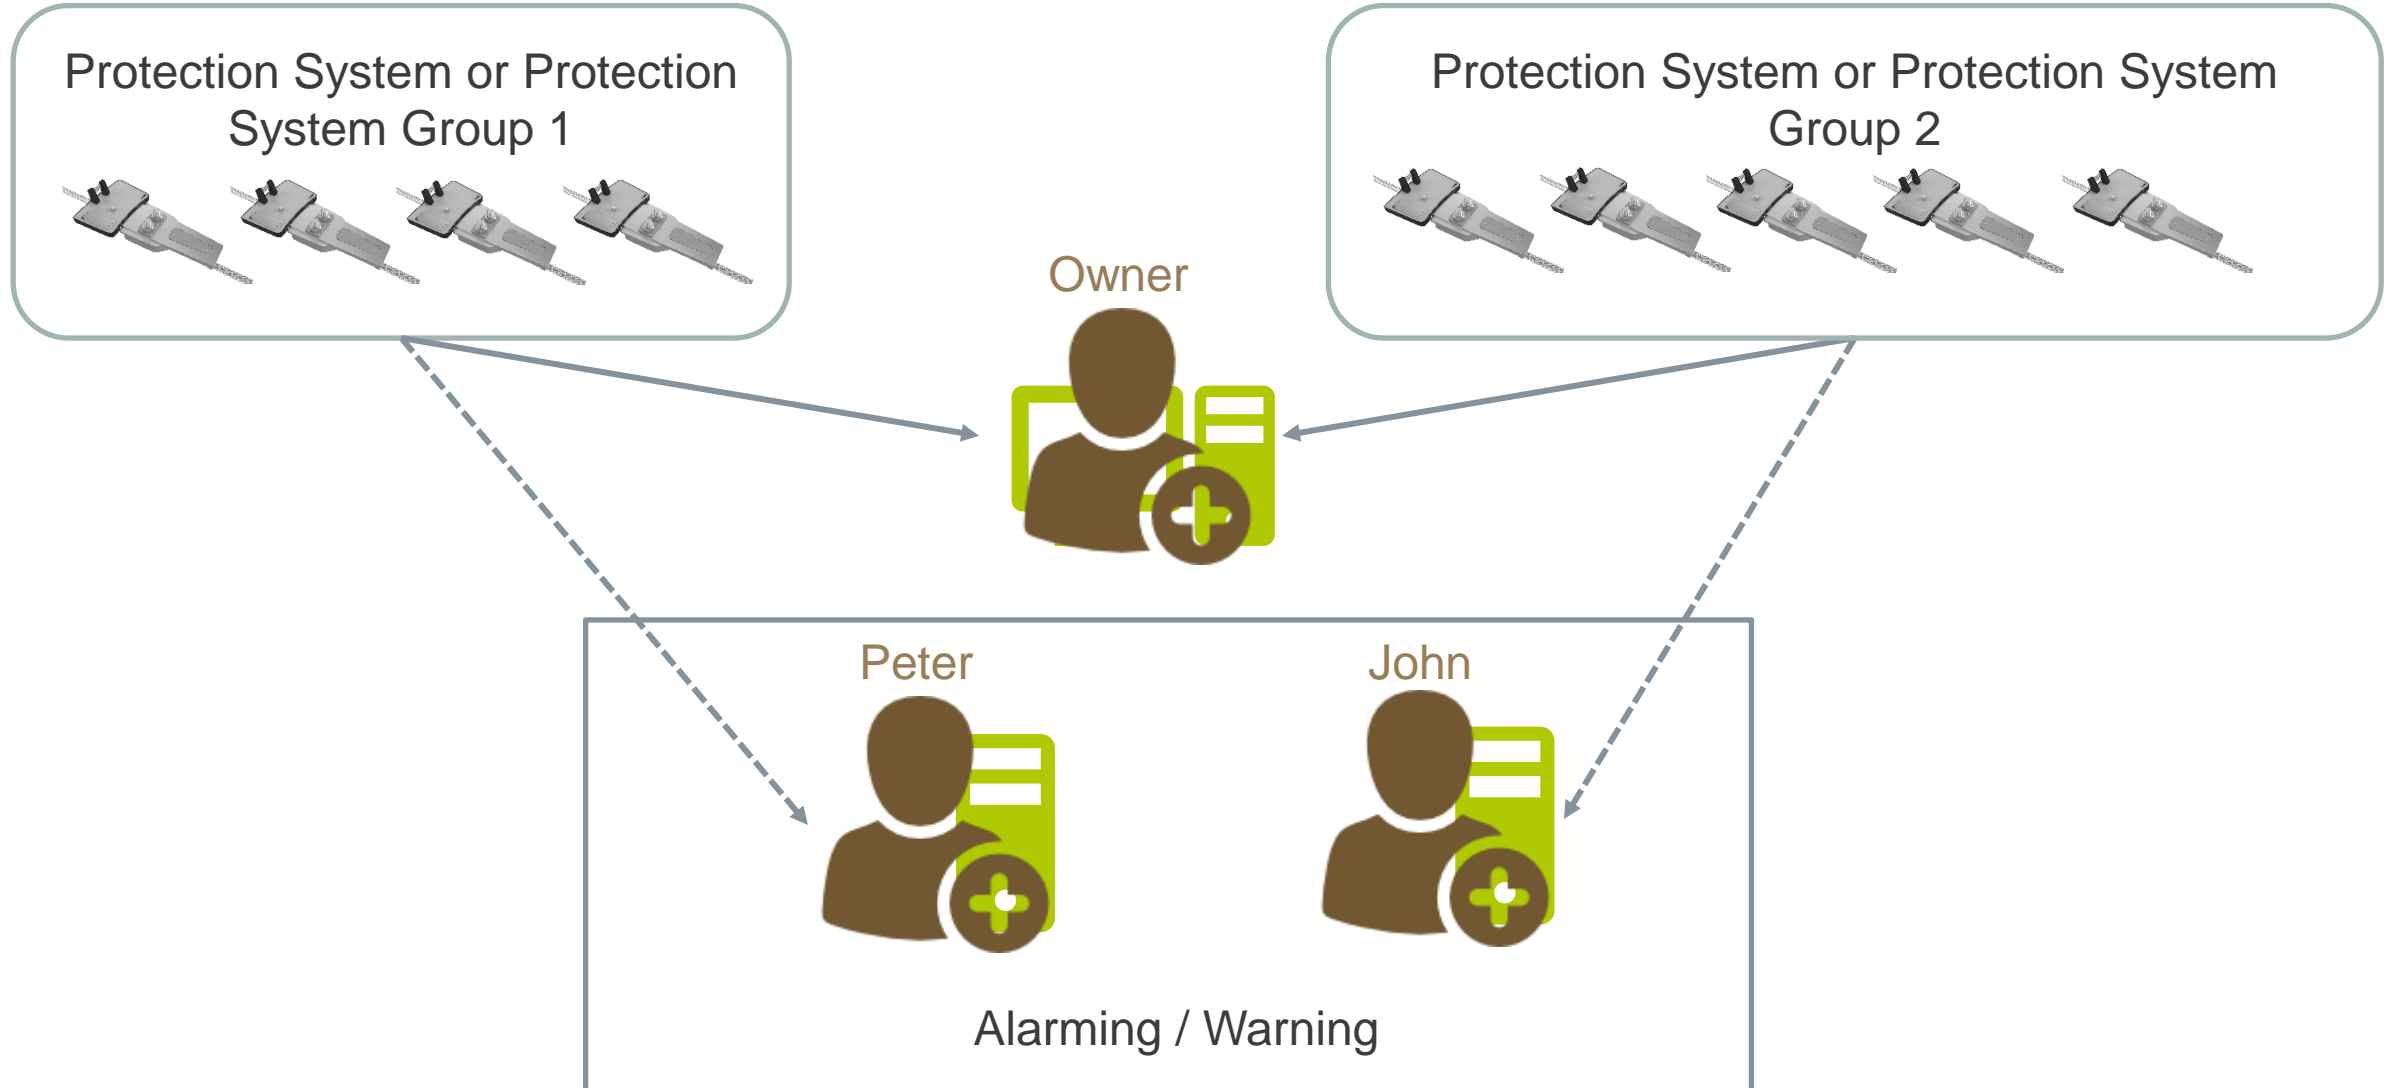 Protection System or Protection
System Group 1
Protection System or Protection System
Group 2
Owner
Peter
John
Alarming / Warning